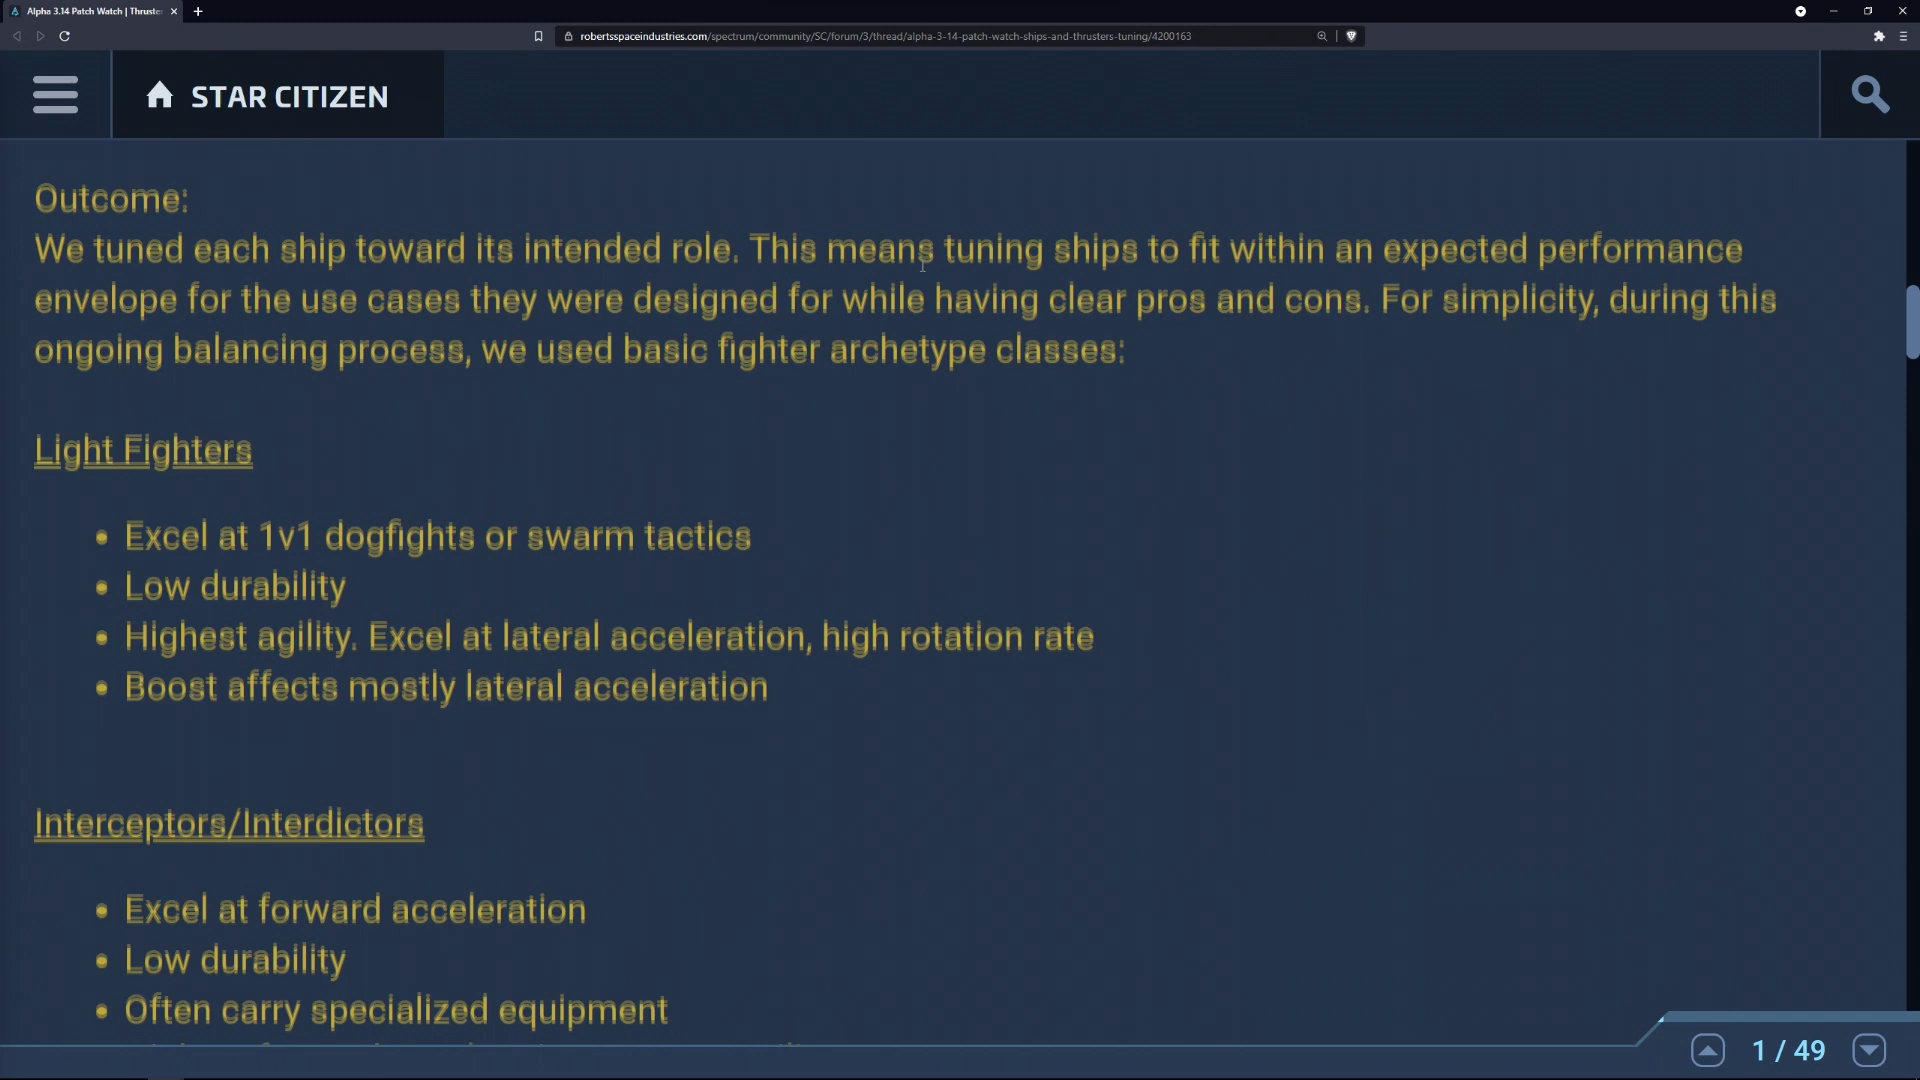 Alpha 3.14 Patch Watch | Thruste
robertsspaceindustries.com/spectrum/community/SC/forum/3/thread/alpha-3-14-patch-watch-ships-and-thrusters-tuning/4200163
STAR CITIZEN
Outcome:
We tuned each ship toward its intended role. This means tuning ships to fit within an expected performance
envelope for the use cases they were designed for while having clear pros and cons. For simplicity, during this
ongoing balancing process, we used basic fighter archetype classes:
Light Fighters
• Excel at 1v1 dogfights or swarm tactics
• Low durability
• Highest agility. Excel at lateral acceleration, high rotation rate
• Boost affects mostly lateral acceleration
Interceptors/Interdictors
• Excel at forward acceleration
• Low durability
• Often carry specialized equipment
1 / 49